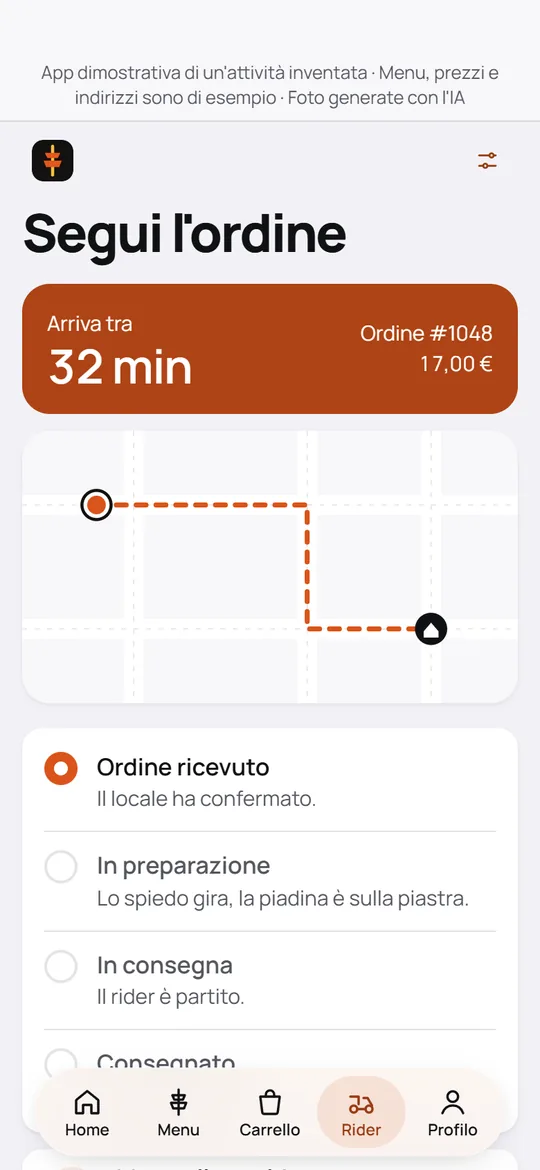 App dimostrativa di un'attività inventata · Menu, prezzi e
indirizzi sono di esempio · Foto generate con l'IA
Segui l'ordine
Arriva tra
32 min
Ordine #1048
17,00 €
Ordine ricevuto
Il locale ha confermato.
In preparazione
Lo spiedo gira, la piadina è sulla piastra.
In consegna
Il rider è partito.
Consegnato
Home
Menu
Carrello
Rider
Profilo